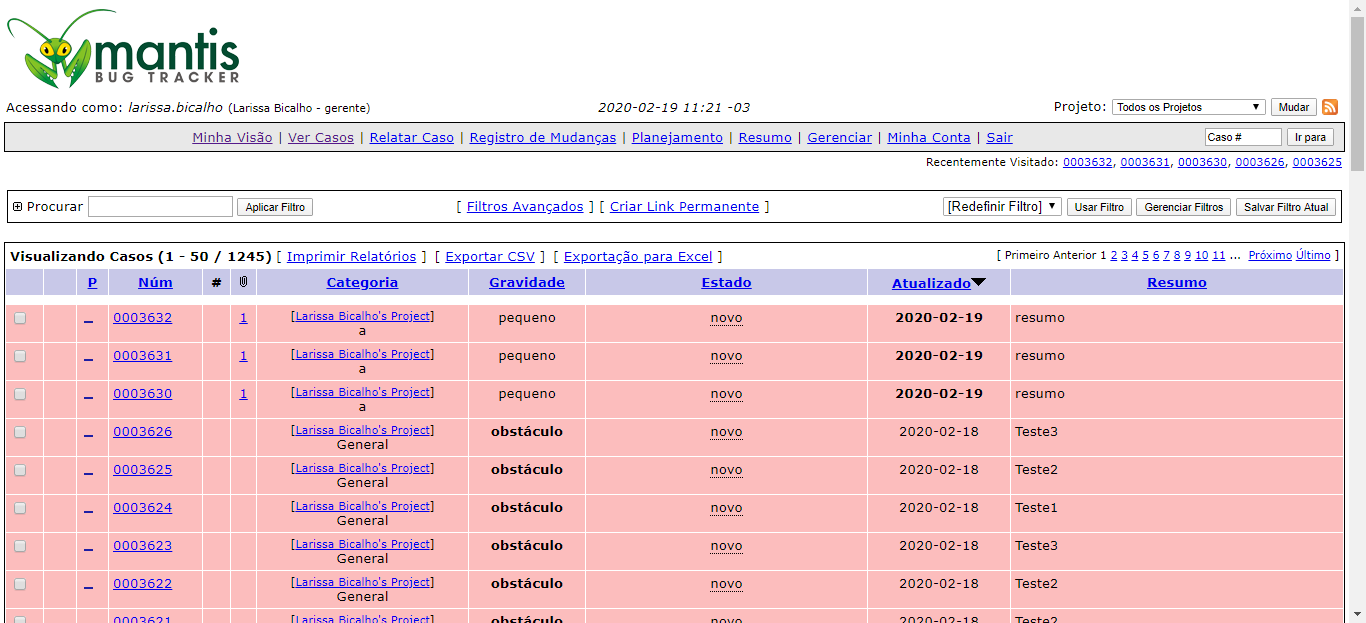 mantis
BUG TRACKER
Acessando como: larissa.bicalho (Larissa Bicalho - gerente) 2020-02-19 11:21 -03 Projeto: Todos os Projetos Mudar
Minha Visão | Ver Casos | Relatar Caso | Registro de Mudanças | Planejamento | Resumo | Gerenciar | Minha Conta | Sair Caso # Ir para
Recentemente Visitado: 0003632, 0003631, 0003630, 0003626, 0003625
Procurar Aplicar Filtro [ Filtros Avançados ] [ Criar Link Permanente ] [Redefinir Filtro] Usar Filtro Gerenciar Filtros Salvar Filtro Atual
Visualizando Casos (1 - 50 / 1245) [ Imprimir Relatórios ] [ Exportar CSV ] [ Exportação para Excel ] [ Primeiro Anterior 1 2 3 4 5 6 7 8 9 10 11 ... Próximo Último ]
P Núm # Categoria Gravidade Estado Atualizado Resumo
0003632 1 [Larissa Bicalho's Project] pequeno novo 2020-02-19 resumo
a
0003631 1 [Larissa Bicalho's Project] pequeno novo 2020-02-19 resumo
a
0003630 1 [Larissa Bicalho's Project] pequeno novo 2020-02-19 resumo
a
0003626 [Larissa Bicalho's Project] obstáculo novo 2020-02-18 Teste3
General
0003625 [Larissa Bicalho's Project] obstáculo novo 2020-02-18 Teste2
General
0003624 [Larissa Bicalho's Project] obstáculo novo 2020-02-18 Teste1
General
0003623 [Larissa Bicalho's Project] obstáculo novo 2020-02-18 Teste3
General
0003622 [Larissa Bicalho's Project] obstáculo novo 2020-02-18 Teste2
General
0003621 [Larissa Bicalho's Project] obstáculo novo 2020-02-18 Teste2